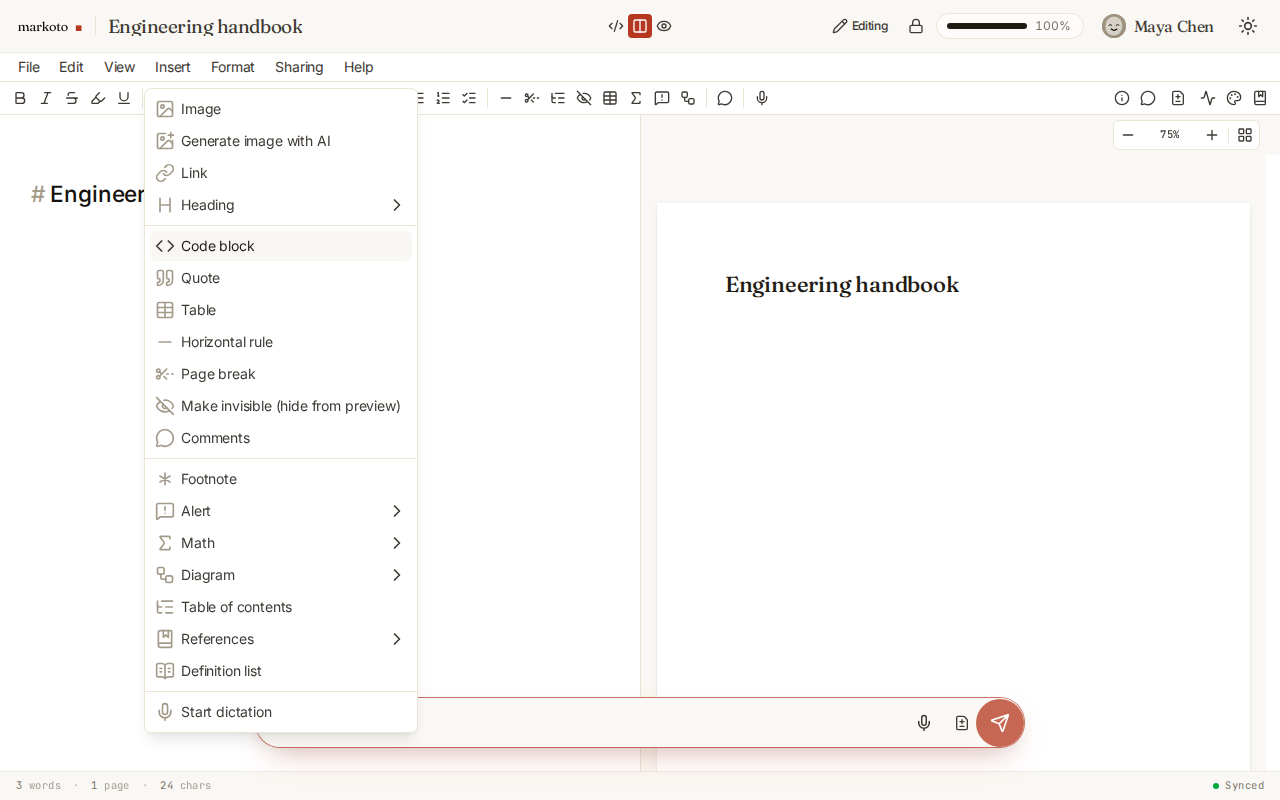 markoto
Engineering handbook
Editing
100%
Maya Chen
File Edit View Insert Format Sharing Help
75%
Image
Generate image with AI
Link
Heading
Code block
Quote
Table
Horizontal rule
Page break
Make invisible (hide from preview)
Comments
Footnote
Alert
Math
Diagram
Table of contents
References
Definition list
Start dictation
# Engineer
Engineering handbook
3 words · 1 page · 24 chars
Synced